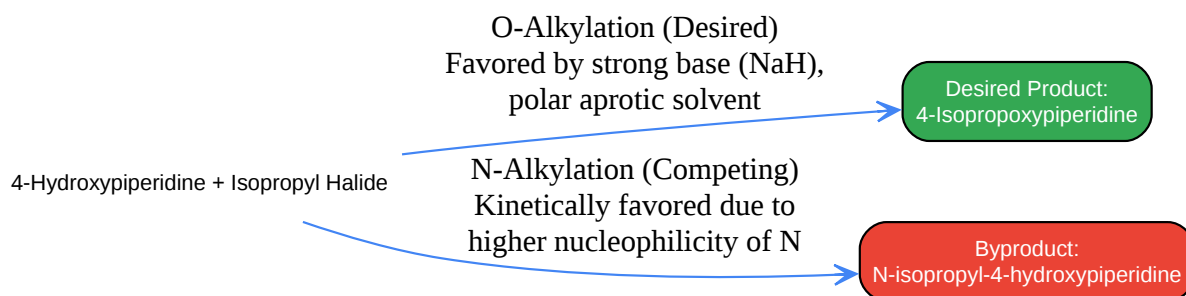 O-Alkylation (Desired)
Favored by strong base (NaH),
polar aprotic solvent
Desired Product:
4-Isopropoxypiperidine
4-Hydroxypiperidine + Isopropyl Halide
N-Alkylation (Competing)
Kinetically favored due to
higher nucleophilicity of N
Byproduct:
N-isopropyl-4-hydroxypiperidine